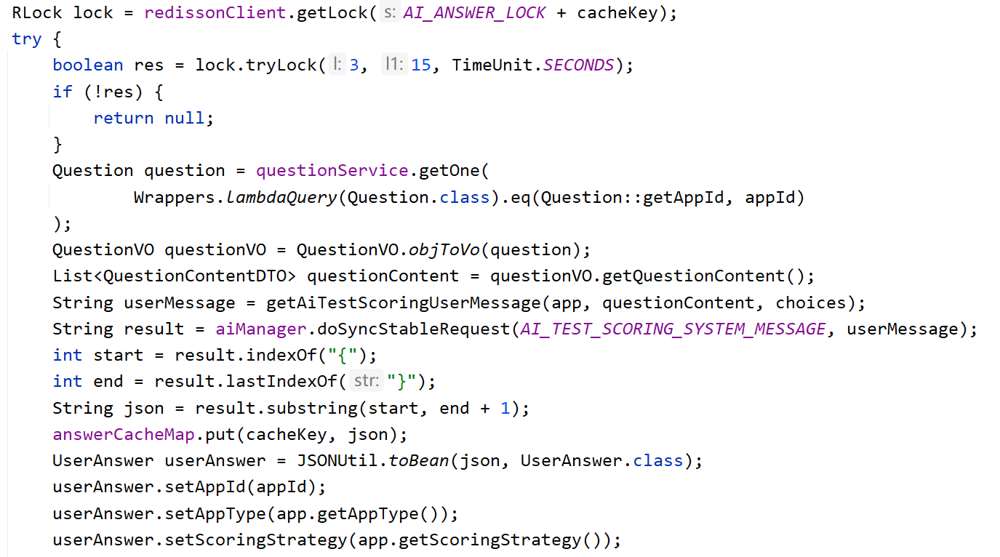 RLock lock = redissonClient.getLock( s: AI_ANSWER_LOCK + cacheKey);
try {
    boolean res = lock.tryLock( l: 3, l1: 15, TimeUnit.SECONDS);
    if (!res) {
        return null;
    }
    Question question = questionService.getOne(
            Wrappers.lambdaQuery(Question.class).eq(Question::getAppId, appId)
    );
    QuestionVO questionVO = QuestionVO.objToVo(question);
    List<QuestionContentDTO> questionContent = questionVO.getQuestionContent();
    String userMessage = getAiTestScoringUserMessage(app, questionContent, choices);
    String result = aiManager.doSyncStableRequest(AI_TEST_SCORING_SYSTEM_MESSAGE, userMessage);
    int start = result.indexOf("{");
    int end = result.lastIndexOf( str: "}");
    String json = result.substring(start, end + 1);
    answerCacheMap.put(cacheKey, json);
    UserAnswer userAnswer = JSONUtil.toBean(json, UserAnswer.class);
    userAnswer.setAppId(appId);
    userAnswer.setAppType(app.getAppType());
    userAnswer.setScoringStrategy(app.getScoringStrategy());